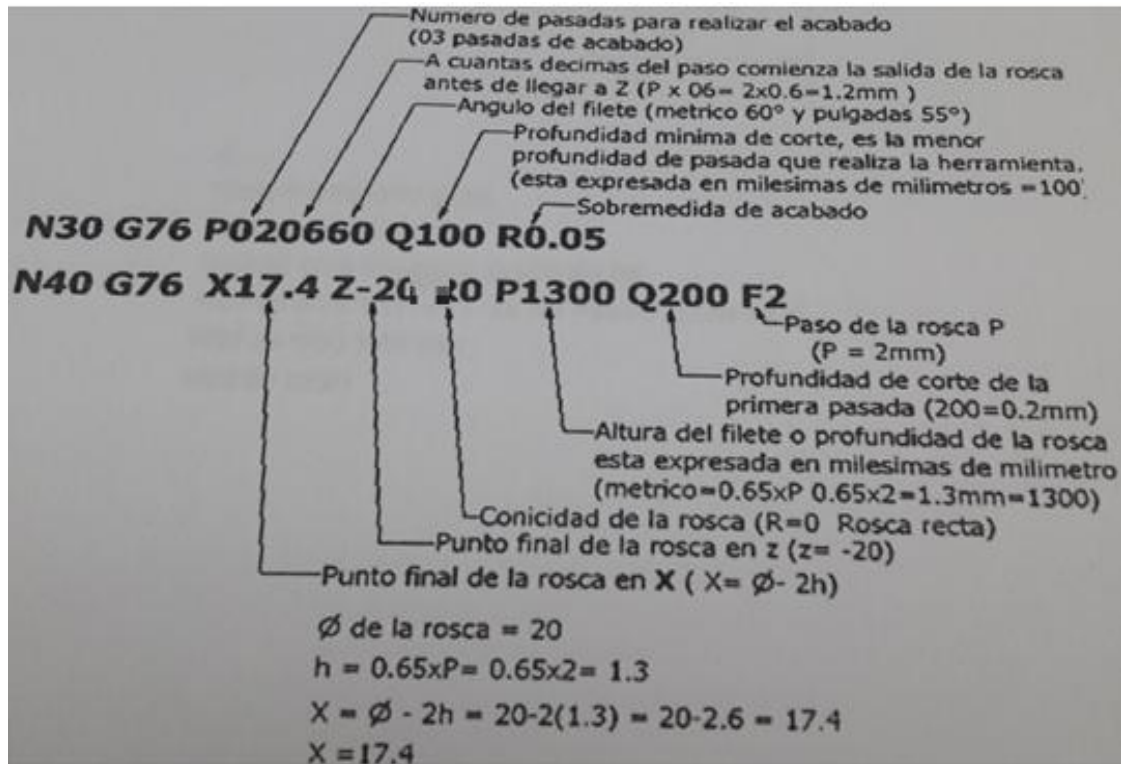 Numero de pasadas para realizar el acabado
(03 pasadas de acabado)
A cuantas decimas del paso comienza la salida de la rosca
antes de llegar a Z (P x 06= 2x0.6=1.2mm )
Angulo del filete (metrico 60° y pulgadas 55°)
Profundidad minima de corte, es la menor
profundidad de pasada que realiza la herramienta.
(esta expresada en milesimas de milimetros =100
Sobremedida de acabado
N30 G76 P020660 Q100 R0.05
N40 G76 X17.4 Z-20 R0 P1300 Q200 F2
Paso de la rosca P
(P = 2mm)
Profundidad de corte de la
primera pasada (200=0.2mm)
Altura del filete o profundidad de la rosca
esta expresada en milesimas de milimetro
(metrico=0.65xP 0.65x2=1.3mm=1300)
Conicidad de la rosca (R=0 Rosca recta)
Punto final de la rosca en z (z= -20)
Punto final de la rosca en X ( X= Ø- 2h)
Ø de la rosca = 20
h = 0.65xP= 0.65x2= 1.3
X = Ø - 2h = 20-2(1.3) = 20-2.6 = 17.4
X =17.4